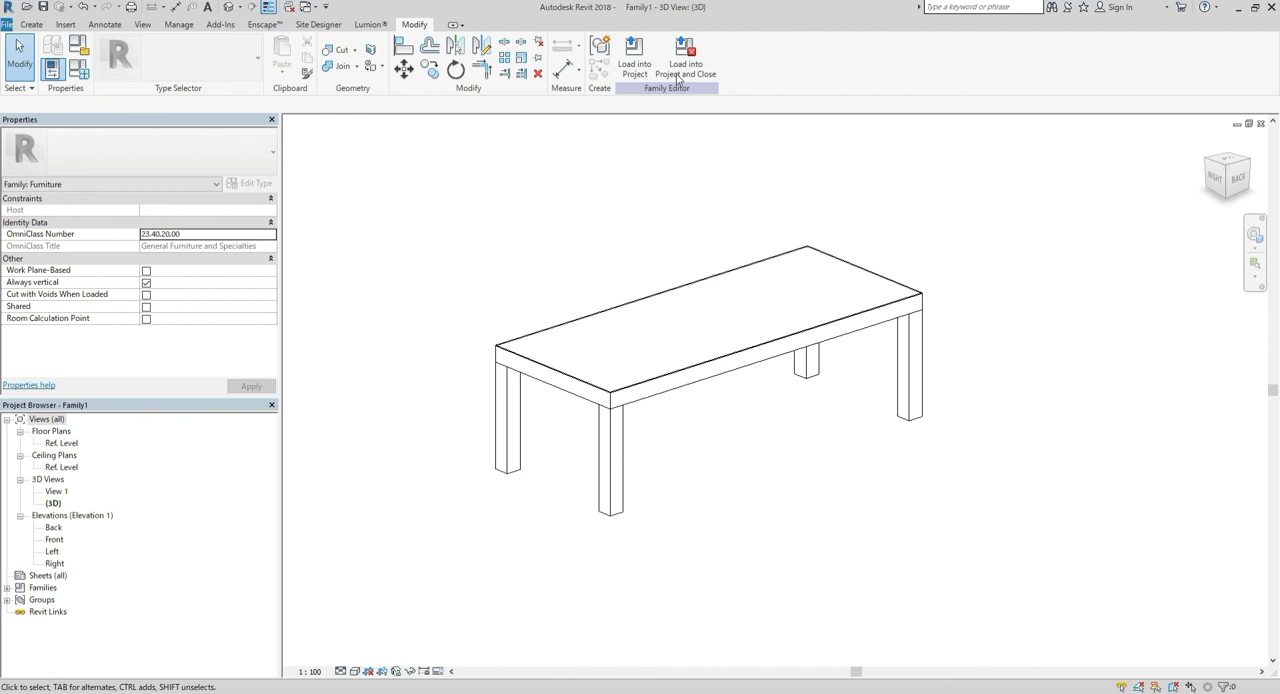 Autodesk Revit 2018 - Family1 - 3D View: {3D}
Type a keyword or phrase
Sign In
File Create Insert Annotate View Manage Add-Ins Enscape™ Site Designer Lumion® Modify
Modify
Paste
Cut
Join
Load into
Project
Load into
Project and Close
Select Properties Type Selector Clipboard Geometry Modify Measure Create Family Editor
Properties
Family: Furniture
Edit Type
Constraints
Host
Identity Data
OmniClass Number 23.40.20.00
OmniClass Title General Furniture and Specialties
Other
Work Plane-Based
Always vertical
Cut with Voids When Loaded
Shared
Room Calculation Point
Properties help
Apply
Project Browser - Family1
Views (all)
Floor Plans
Ref. Level
Ceiling Plans
Ref. Level
3D Views
View 1
{3D}
Elevations (Elevation 1)
Back
Front
Left
Right
Sheets (all)
Families
Groups
Revit Links
RIGHT BACK
1 : 100
Click to select, TAB for alternates, CTRL adds, SHIFT unselects.
:0